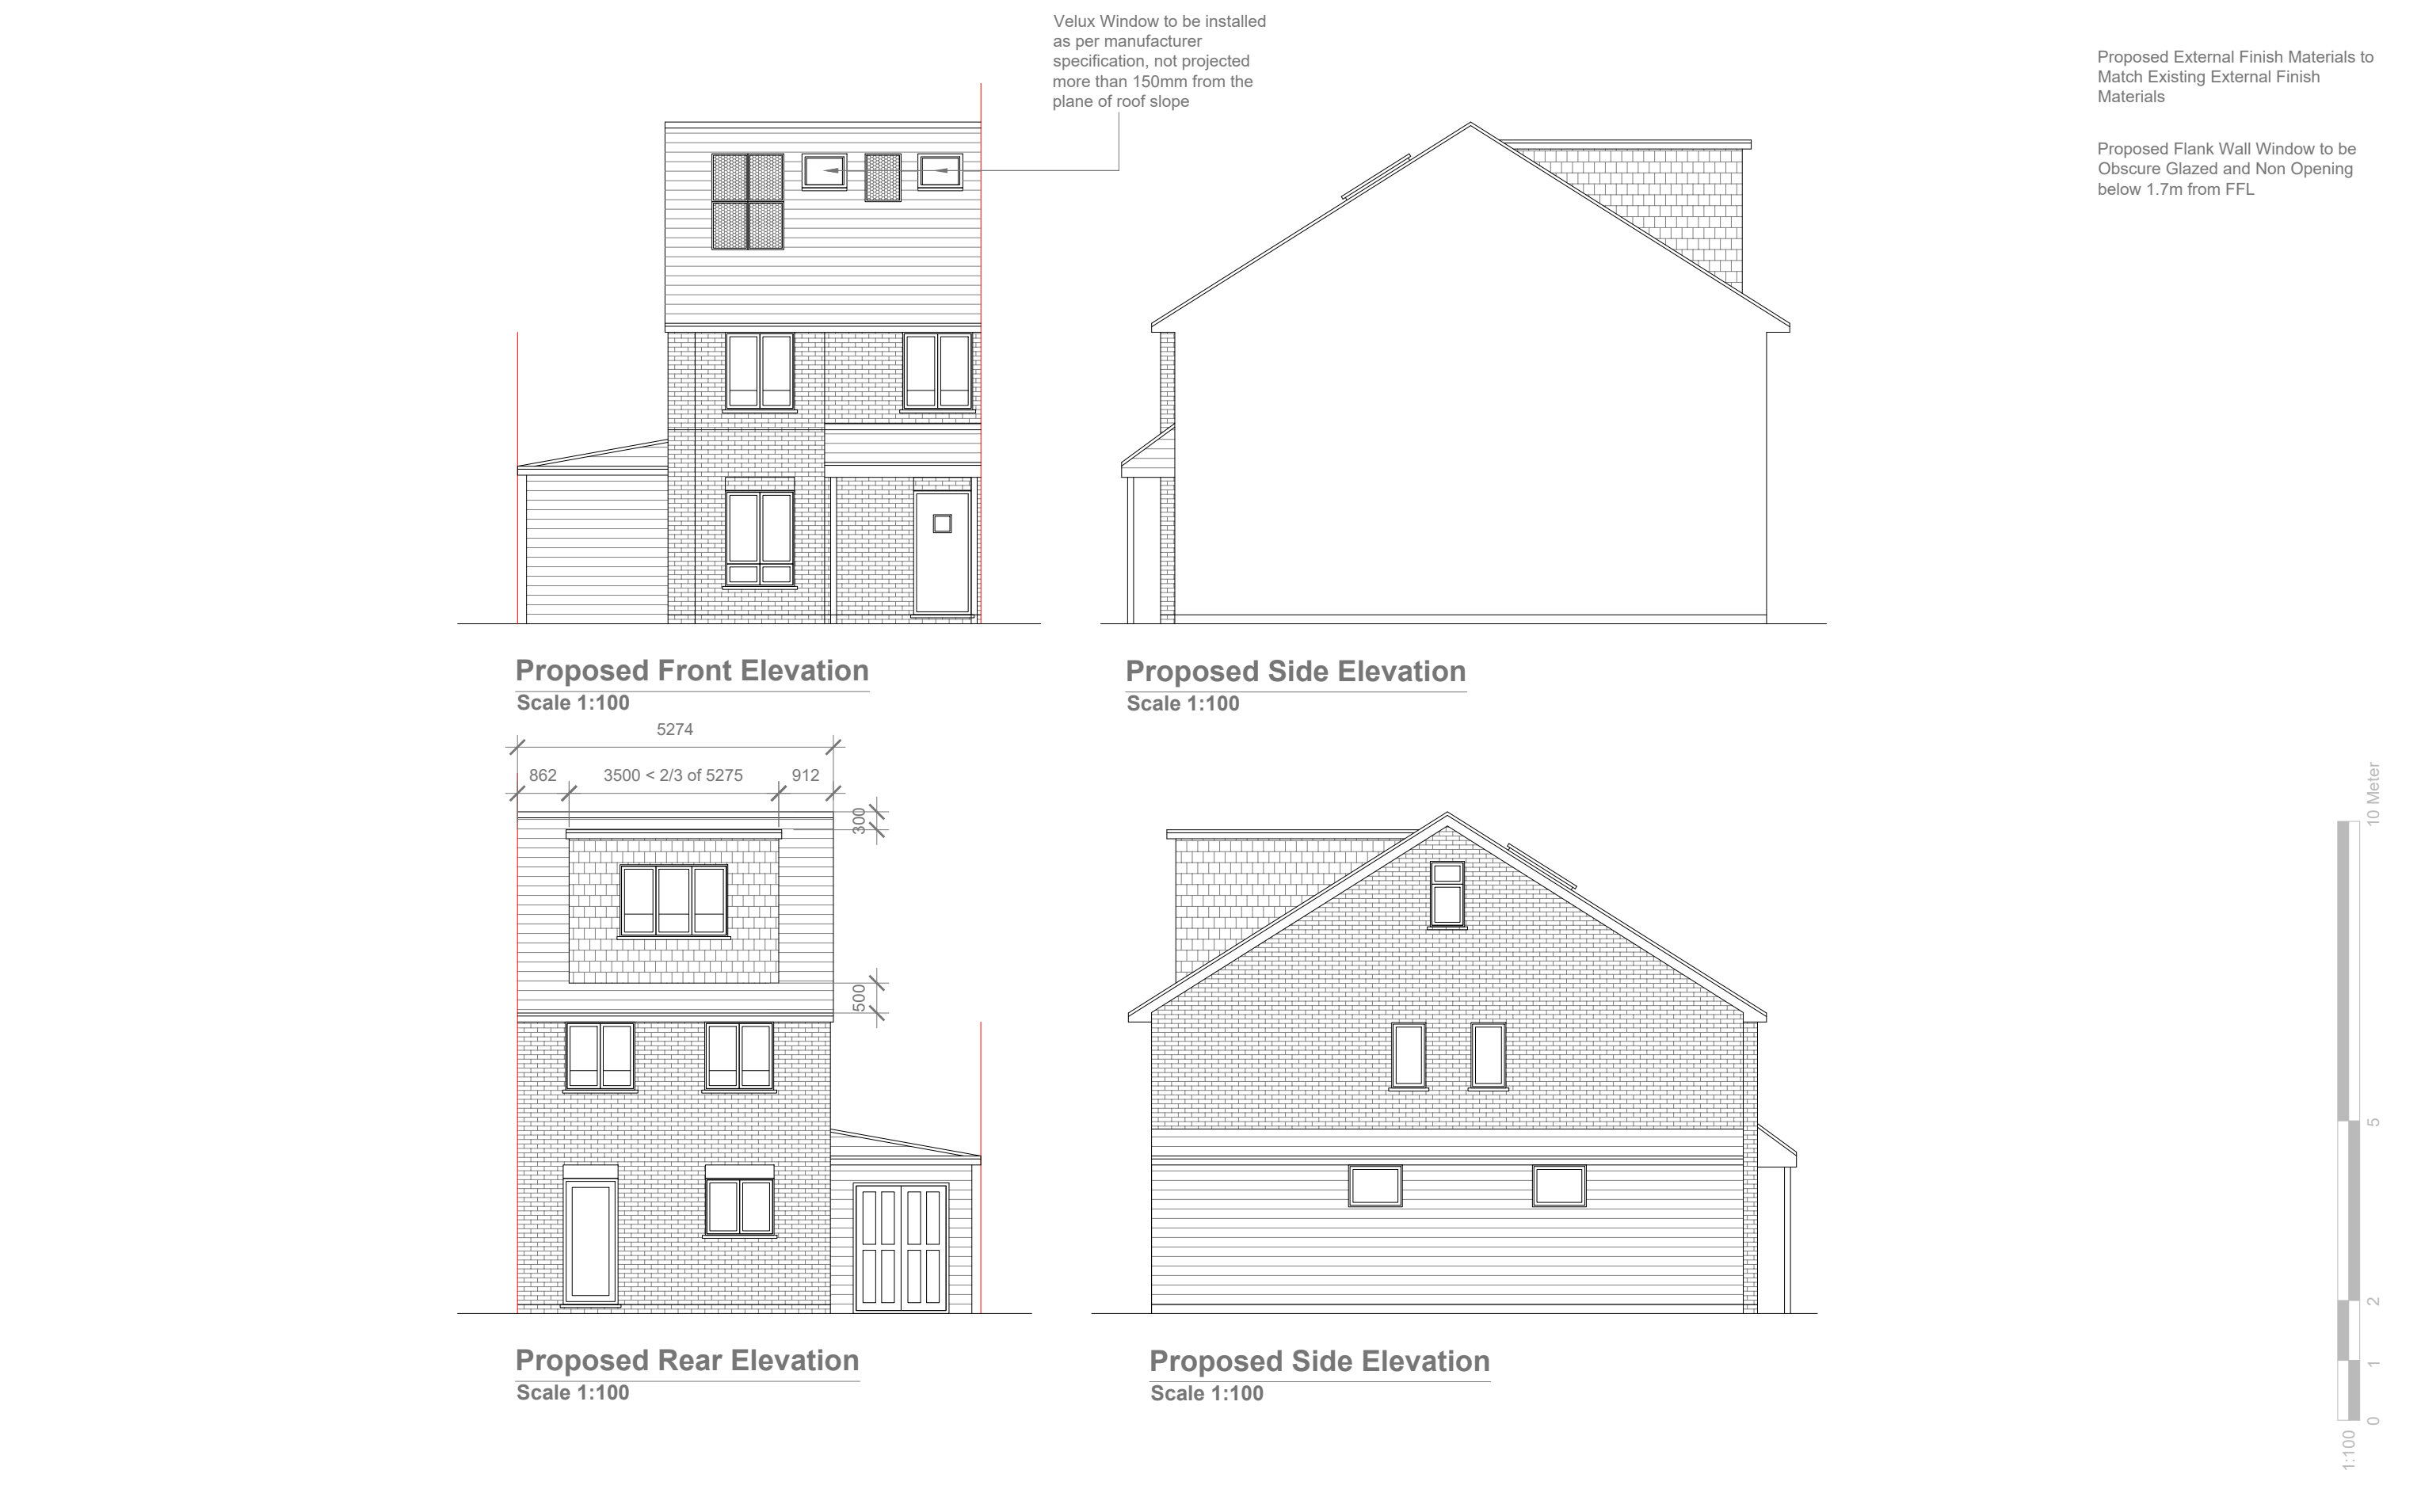 Velux Window to be installed
as per manufacturer
specification, not projected
more than 150mm from the
plane of roof slope
Proposed External Finish Materials to
Match Existing External Finish
Materials
Proposed Flank Wall Window to be
Obscure Glazed and Non Opening
below 1.7m from FFL
Proposed Front Elevation
Scale 1:100
Proposed Side Elevation
Scale 1:100
5274
862
3500 < 2/3 of 5275
912
300
500
Proposed Rear Elevation
Scale 1:100
Proposed Side Elevation
Scale 1:100
10 Meter
5
2
1
0
1:100